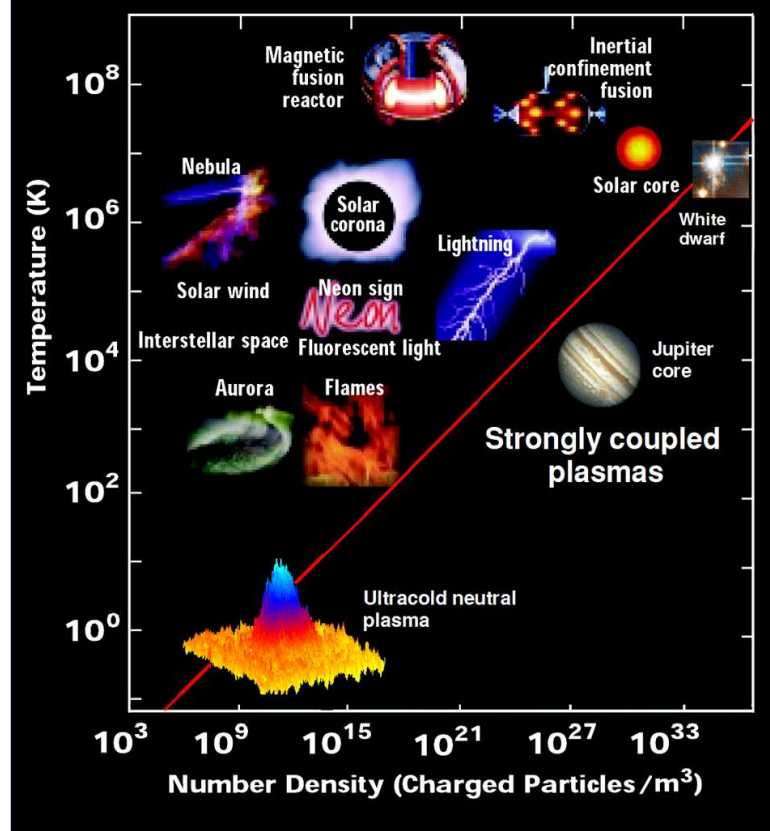 Magnetic
fusion
reactor
Inertial
confinement
fusion
10⁸
Nebula
Solar
corona
Solar core
10⁶
White
dwarf
Lightning
Solar wind
Neon sign
Neon
Interstellar space
Fluorescent light
10⁴
Jupiter
core
Aurora
Flames
Strongly coupled
plasmas
10²
Ultracold neutral
plasma
10⁰
Temperature (K)
10³ 10⁹ 10¹⁵ 10²¹ 10²⁷ 10³³
Number Density (Charged Particles/m³)